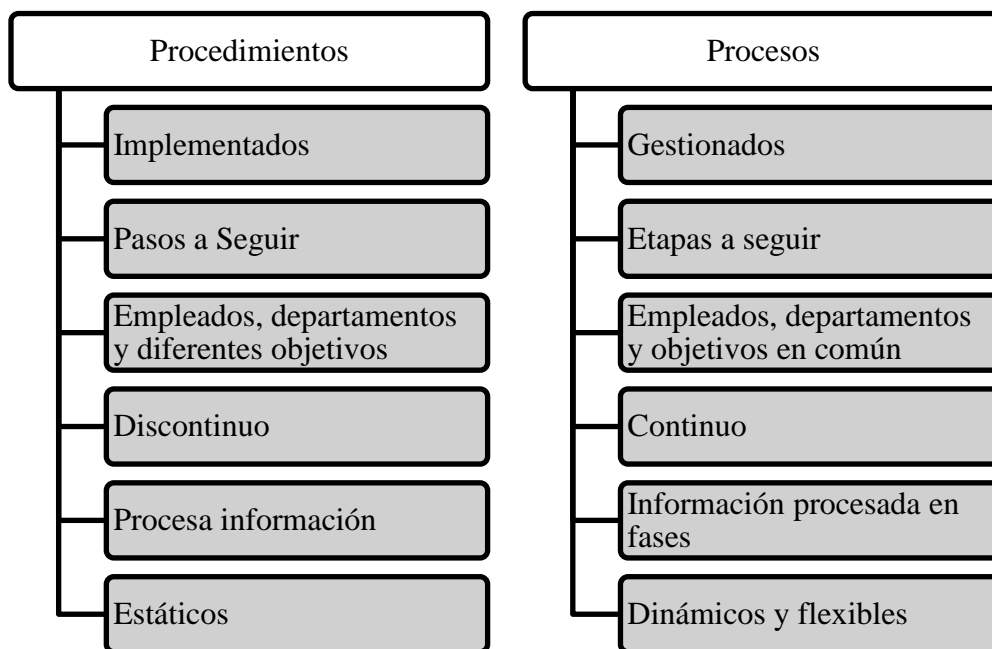 Procedimientos
Implementados
Pasos a Seguir
Empleados, departamentos
y diferentes objetivos
Discontinuo
Procesa información
Estáticos
Procesos
Gestionados
Etapas a seguir
Empleados, departamentos
y objetivos en común
Continuo
Información procesada en
fases
Dinámicos y flexibles